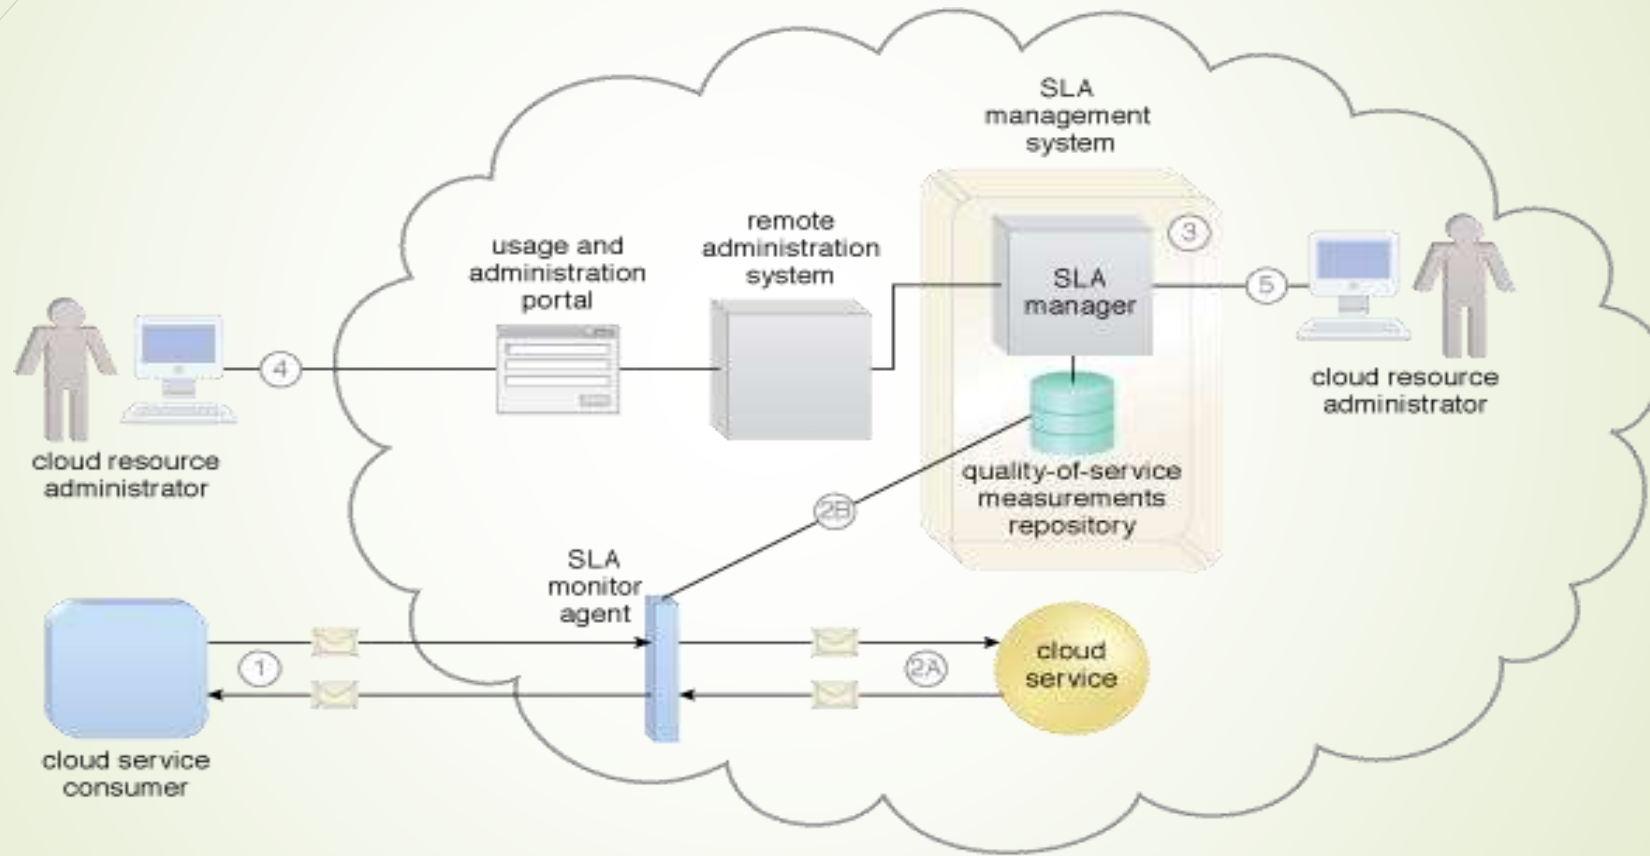 SLA
management
system
remote
administration
system
usage and
administration
portal
3
SLA
manager
5
4
cloud resource
administrator
cloud resource
administrator
quality-of-service
measurements
repository
2B
SLA
monitor
agent
1
2A
cloud
service
cloud service
consumer